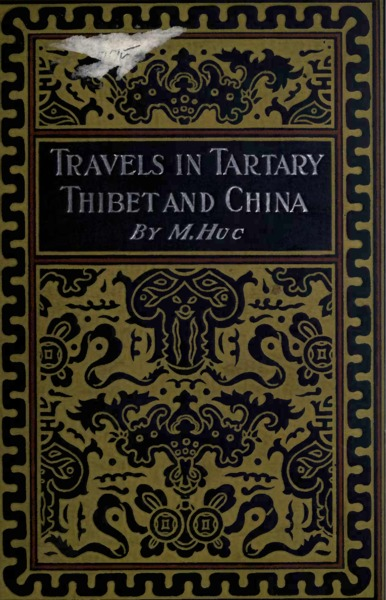 TRAVELS IN TARTARY
THIBET AND CHINA
BY M. HUC